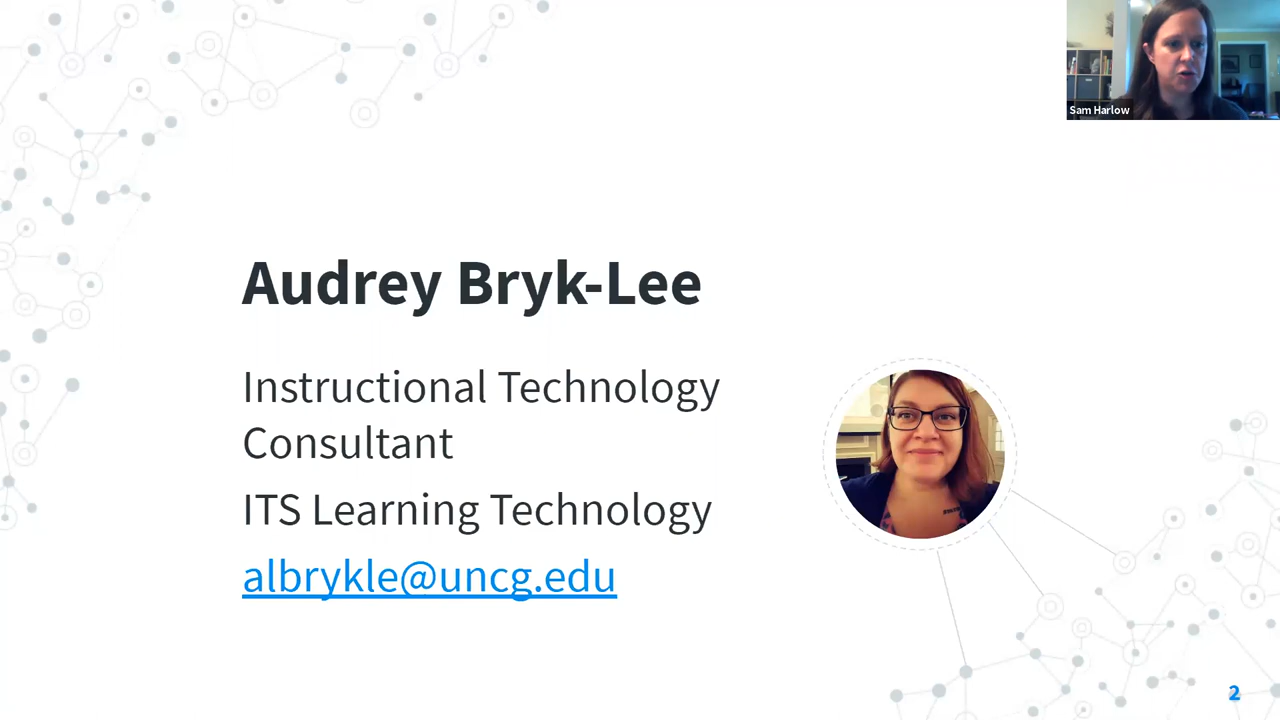 Sam Harlow
Audrey Bryk-Lee
Instructional Technology
Consultant
ITS Learning Technology
albrykle@uncg.edu
2